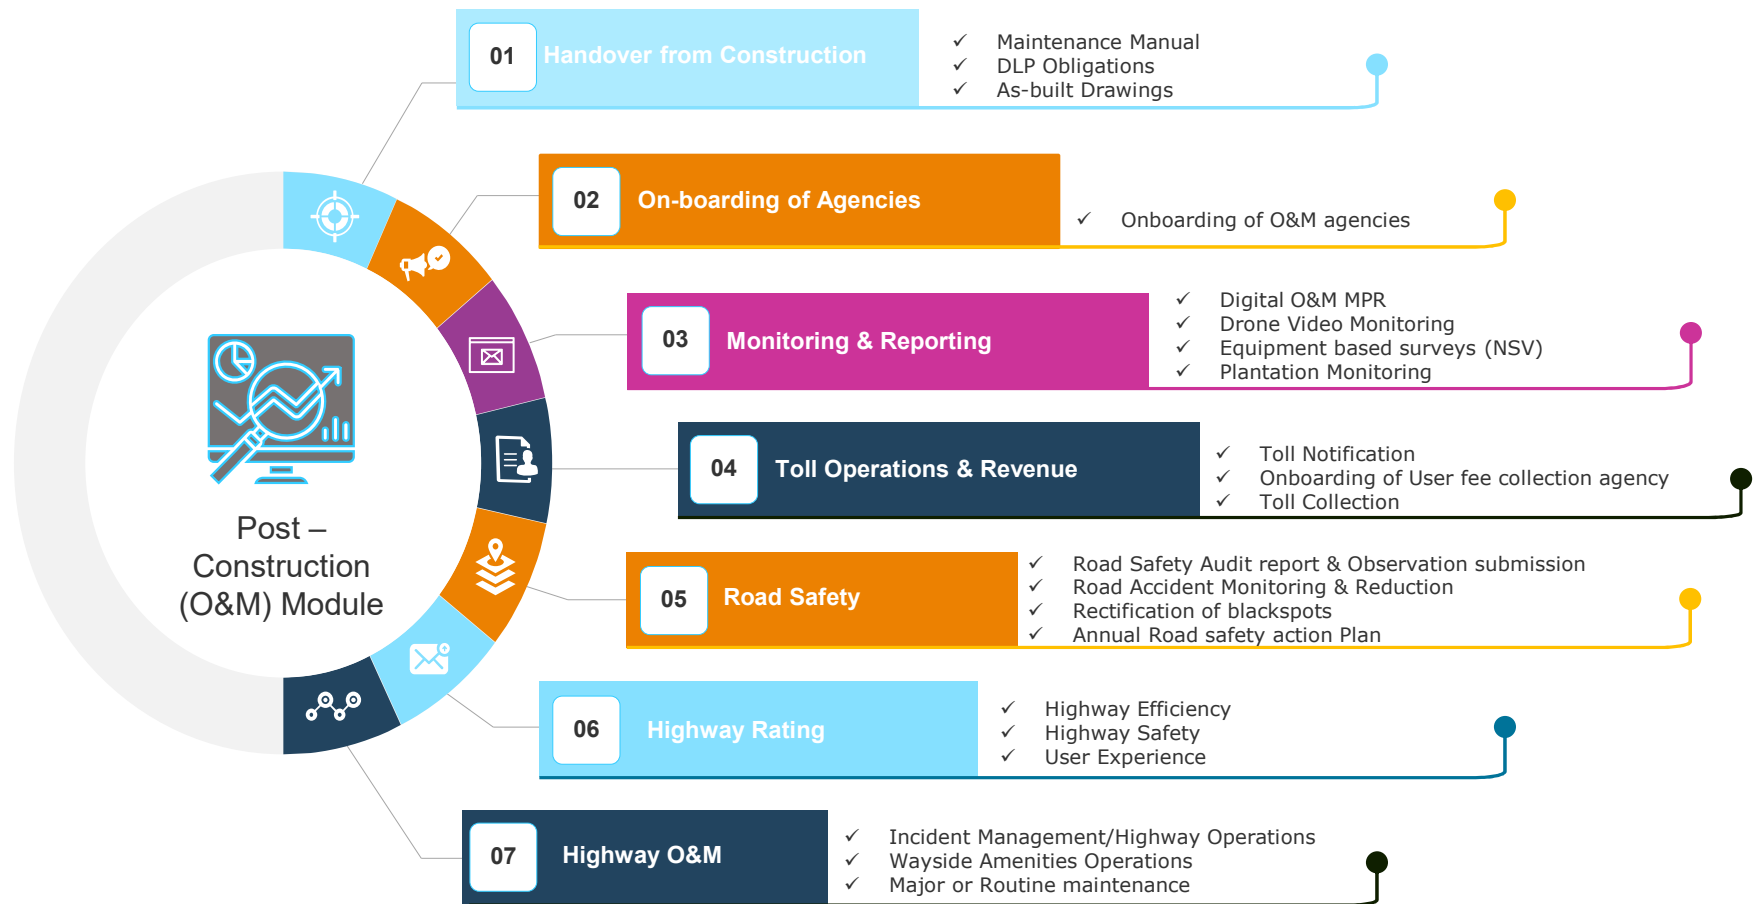 01
Handover from Construction
✓ Maintenance Manual
✓ DLP Obligations
✓ As-built Drawings
02
On-boarding of Agencies
✓ Onboarding of O&M agencies
03
Monitoring & Reporting
✓ Digital O&M MPR
✓ Drone Video Monitoring
✓ Equipment based surveys (NSV)
✓ Plantation Monitoring
Post –
Construction
(O&M) Module
04
Toll Operations & Revenue
✓ Toll Notification
✓ Onboarding of User fee collection agency
✓ Toll Collection
05
Road Safety
✓ Road Safety Audit report & Observation submission
✓ Road Accident Monitoring & Reduction
✓ Rectification of blackspots
✓ Annual Road safety action Plan
06
Highway Rating
✓ Highway Efficiency
✓ Highway Safety
✓ User Experience
07
Highway O&M
✓ Incident Management/Highway Operations
✓ Wayside Amenities Operations
✓ Major or Routine maintenance